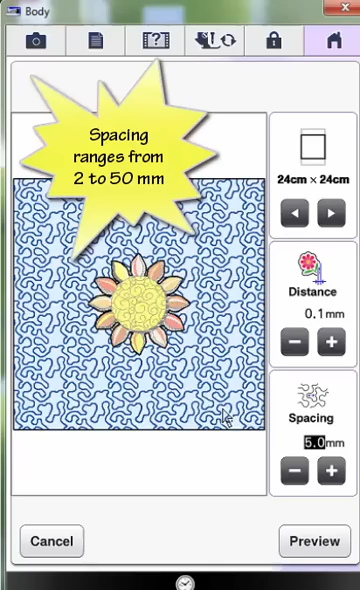 Body
?
Spacing
ranges from
2 to 50 mm
24cm × 24cm
Distance
0.1mm
Spacing
5.0mm
Cancel
Preview